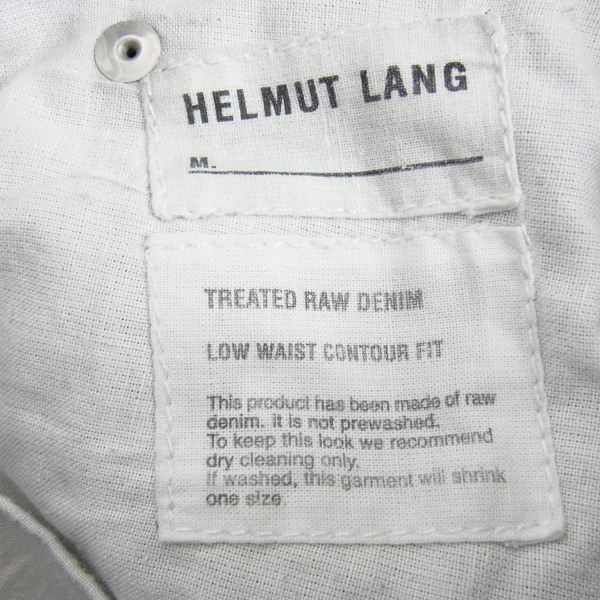 HELMUT LANG
M.
TREATED RAW DENIM
LOW WAIST CONTOUR FIT
This product has been made of raw
denim. it is not prewashed.
To keep this look we recommend
dry cleaning only.
If washed, this garment will shrink
one size.